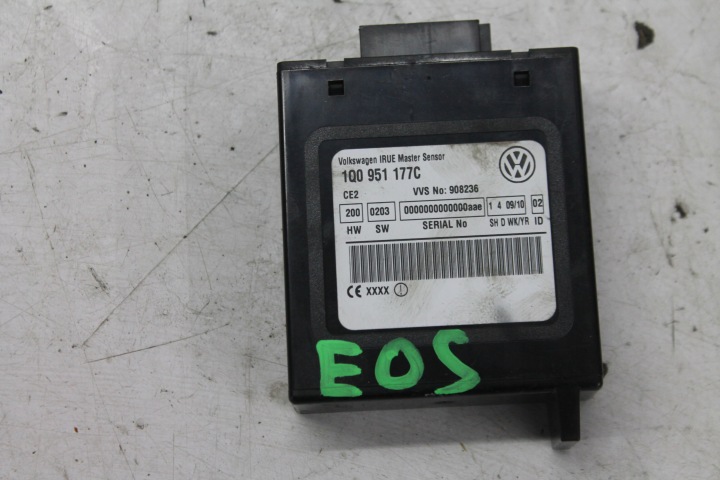 Volkswagen IRUE Master Sensor
1Q0 951 177C
CE2 VVS No: 908236
200 0203 0000000000000aae 1 4 09/10 02
HW SW SERIAL No SH D WK/YR ID
CE XXXX
EOS